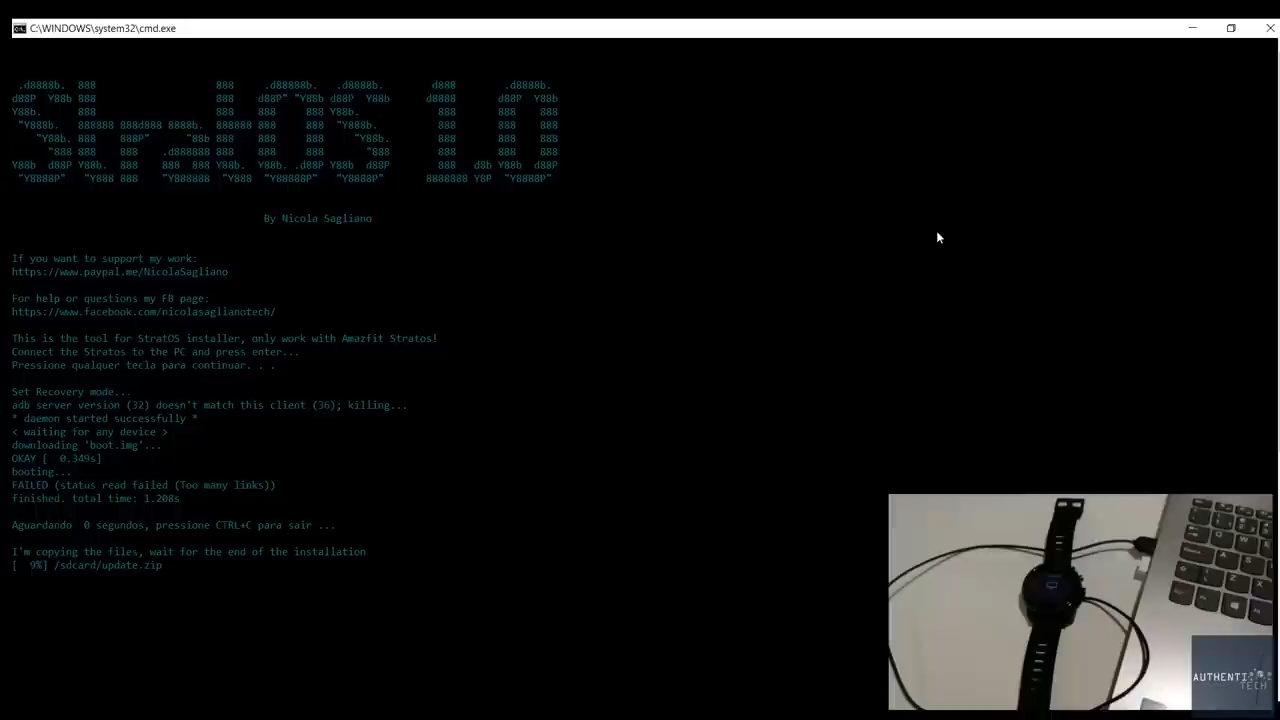 C:\WINDOWS\system32\cmd.exe
StratOS 1.0
By Nicola Sagliano
If you want to support my work:
https://www.paypal.me/NicolaSagliano
For help or questions my FB page:
https://www.facebook.com/nicolasaglianotech/
This is the tool for StratOS installer, only work with Amazfit Stratos!
Connect the Stratos to the PC and press enter...
Pressione qualquer tecla para continuar. . .
Set Recovery mode...
adb server version (32) doesn't match this client (36); killing...
* daemon started successfully *
< waiting for any device >
downloading 'boot.img'...
OKAY [  0.349s]
booting...
FAILED (status read failed (Too many links))
finished. total time: 1.208s
Aguardando  0 segundos, pressione CTRL+C para sair ...
I'm copying the files, wait for the end of the installation
[  9%] /sdcard/update.zip
AUTHENTI
TECH